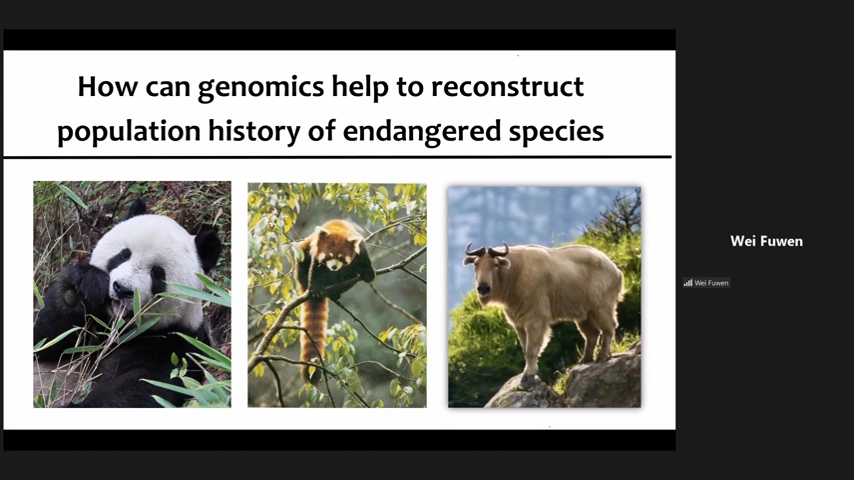 How can genomics help to reconstruct
population history of endangered species
Wei Fuwen
Wei Fuwen